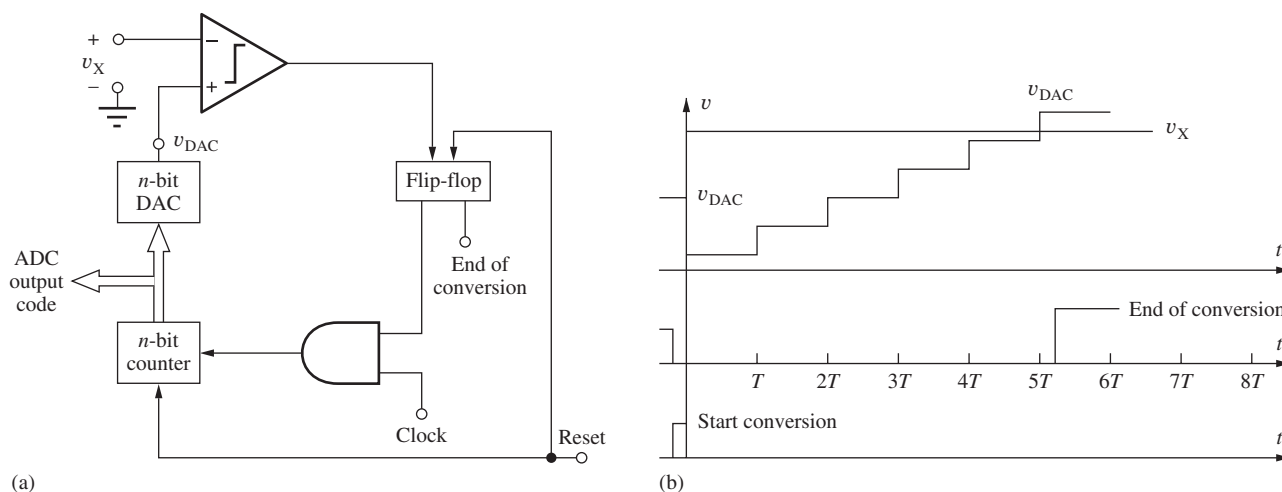 +
v_X
−
−
+
v_DAC
n-bit
DAC
Flip-flop
ADC
output
code
End of
conversion
n-bit
counter
Clock
Reset
(a)
v
v_DAC
v_X
v_DAC
t
End of conversion
t
T 2T 3T 4T 5T 6T 7T 8T
Start conversion
t
(b)